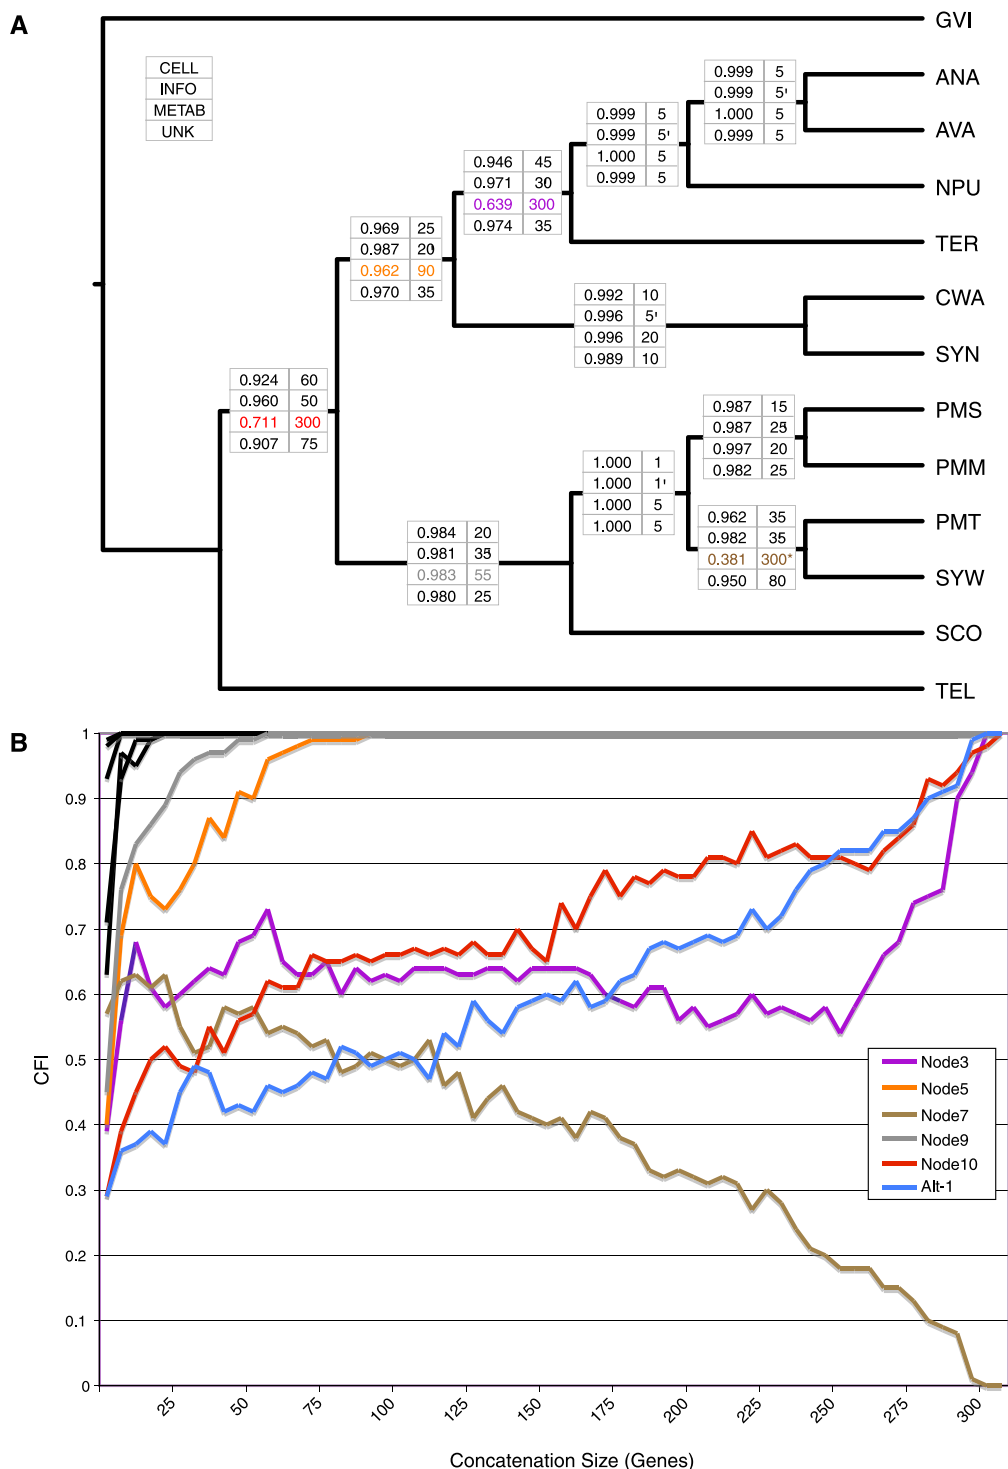 A
GVI
CELL
INFO
METAB
UNK
0.999 5
0.999 5'
1.000 5
0.999 5
ANA
AVA
0.999 5
0.999 5'
1.000 5
0.999 5
NPU
0.946 45
0.971 30
0.639 300
0.974 35
TER
0.969 25
0.987 20
0.962 90
0.970 35
0.992 10
0.996 5'
0.996 20
0.989 10
CWA
SYN
0.924 60
0.960 50
0.711 300
0.907 75
0.987 15
0.987 25
0.997 20
0.982 25
PMS
PMM
1.000 1
1.000 1'
1.000 5
1.000 5
0.962 35
0.982 35
0.381 300*
0.950 80
PMT
SYW
0.984 20
0.981 35
0.983 55
0.980 25
SCO
TEL
B
1
0.9
0.8
0.7
0.6
0.5
0.4
0.3
0.2
0.1
0
CFI
Node3
Node5
Node7
Node9
Node10
Alt-1
25 50 75 100 125 150 175 200 225 250 275 300
Concatenation Size (Genes)